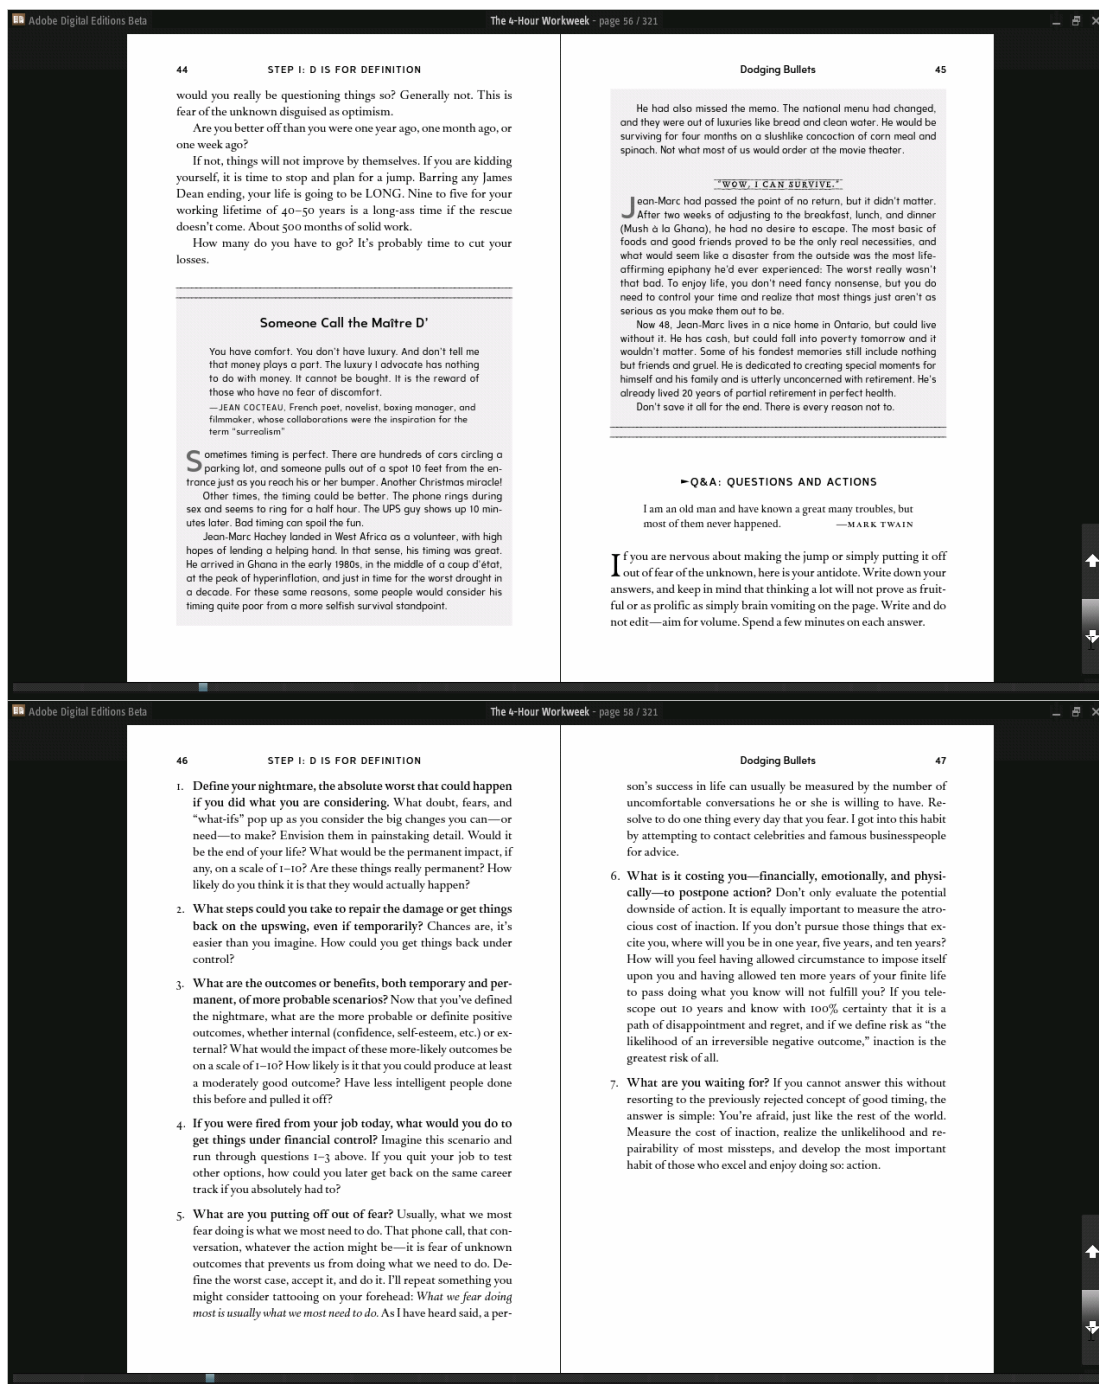 Adobe Digital Editions Beta
The 4-Hour Workweek - page 56 / 321
44
STEP I: D IS FOR DEFINITION
would you really be questioning things so? Generally not. This is
fear of the unknown disguised as optimism.
Are you better off than you were one year ago, one month ago, or
one week ago?
If not, things will not improve by themselves. If you are kidding
yourself, it is time to stop and plan for a jump. Barring any James
Dean ending, your life is going to be LONG. Nine to five for your
working lifetime of 40–50 years is a long-ass time if the rescue
doesn't come. About 500 months of solid work.
How many do you have to go? It's probably time to cut your
losses.
Someone Call the Maître D'
You have comfort. You don't have luxury. And don't tell me
that money plays a part. The luxury I advocate has nothing
to do with money. It cannot be bought. It is the reward of
those who have no fear of discomfort.
—JEAN COCTEAU, French poet, novelist, boxing manager, and
filmmaker, whose collaborations were the inspiration for the
term "surrealism"
Sometimes timing is perfect. There are hundreds of cars circling a
parking lot, and someone pulls out of a spot 10 feet from the en-
trance just as you reach his or her bumper. Another Christmas miracle!
Other times, the timing could be better. The phone rings during
sex and seems to ring for a half hour. The UPS guy shows up 10 min-
utes later. Bad timing can spoil the fun.
Jean-Marc Hachey landed in West Africa as a volunteer, with high
hopes of lending a helping hand. In that sense, his timing was great.
He arrived in Ghana in the early 1980s, in the middle of a coup d'état,
at the peak of hyperinflation, and just in time for the worst drought in
a decade. For these same reasons, some people would consider his
timing quite poor from a more selfish survival standpoint.
Dodging Bullets
45
He had also missed the memo. The national menu had changed,
and they were out of luxuries like bread and clean water. He would be
surviving for four months on a slushlike concoction of corn meal and
spinach. Not what most of us would order at the movie theater.
"WOW, I CAN SURVIVE."
Jean-Marc had passed the point of no return, but it didn't matter.
After two weeks of adjusting to the breakfast, lunch, and dinner
(Mush à la Ghana), he had no desire to escape. The most basic of
foods and good friends proved to be the only real necessities, and
what would seem like a disaster from the outside was the most life-
affirming epiphany he'd ever experienced: The worst really wasn't
that bad. To enjoy life, you don't need fancy nonsense, but you do
need to control your time and realize that most things just aren't as
serious as you make them out to be.
Now 48, Jean-Marc lives in a nice home in Ontario, but could live
without it. He has cash, but could fall into poverty tomorrow and it
wouldn't matter. Some of his fondest memories still include nothing
but friends and gruel. He is dedicated to creating special moments for
himself and his family and is utterly unconcerned with retirement. He's
already lived 20 years of partial retirement in perfect health.
Don't save it all for the end. There is every reason not to.
►Q&A: QUESTIONS AND ACTIONS
I am an old man and have known a great many troubles, but
most of them never happened. —MARK TWAIN
If you are nervous about making the jump or simply putting it off
out of fear of the unknown, here is your antidote. Write down your
answers, and keep in mind that thinking a lot will not prove as fruit-
ful or as prolific as simply brain vomiting on the page. Write and do
not edit—aim for volume. Spend a few minutes on each answer.
Adobe Digital Editions Beta
The 4-Hour Workweek - page 58 / 321
46
STEP I: D IS FOR DEFINITION
1. Define your nightmare, the absolute worst that could happen
if you did what you are considering. What doubt, fears, and
"what-ifs" pop up as you consider the big changes you can—or
need—to make? Envision them in painstaking detail. Would it
be the end of your life? What would be the permanent impact, if
any, on a scale of 1–10? Are these things really permanent? How
likely do you think it is that they would actually happen?
2. What steps could you take to repair the damage or get things
back on the upswing, even if temporarily? Chances are, it's
easier than you imagine. How could you get things back under
control?
3. What are the outcomes or benefits, both temporary and per-
manent, of more probable scenarios? Now that you've defined
the nightmare, what are the more probable or definite positive
outcomes, whether internal (confidence, self-esteem, etc.) or ex-
ternal? What would the impact of these more-likely outcomes be
on a scale of 1–10? How likely is it that you could produce at least
a moderately good outcome? Have less intelligent people done
this before and pulled it off?
4. If you were fired from your job today, what would you do to
get things under financial control? Imagine this scenario and
run through questions 1–3 above. If you quit your job to test
other options, how could you later get back on the same career
track if you absolutely had to?
5. What are you putting off out of fear? Usually, what we most
fear doing is what we most need to do. That phone call, that con-
versation, whatever the action might be—it is fear of unknown
outcomes that prevents us from doing what we need to do. De-
fine the worst case, accept it, and do it. I'll repeat something you
might consider tattooing on your forehead: What we fear doing
most is usually what we most need to do. As I have heard said, a per-
Dodging Bullets
47
son's success in life can usually be measured by the number of
uncomfortable conversations he or she is willing to have. Re-
solve to do one thing every day that you fear. I got into this habit
by attempting to contact celebrities and famous businesspeople
for advice.
6. What is it costing you—financially, emotionally, and physi-
cally—to postpone action? Don't only evaluate the potential
downside of action. It is equally important to measure the atro-
cious cost of inaction. If you don't pursue those things that ex-
cite you, where will you be in one year, five years, and ten years?
How will you feel having allowed circumstance to impose itself
upon you and having allowed ten more years of your finite life
to pass doing what you know will not fulfill you? If you tele-
scope out 10 years and know with 100% certainty that it is a
path of disappointment and regret, and if we define risk as "the
likelihood of an irreversible negative outcome," inaction is the
greatest risk of all.
7. What are you waiting for? If you cannot answer this without
resorting to the previously rejected concept of good timing, the
answer is simple: You're afraid, just like the rest of the world.
Measure the cost of inaction, realize the unlikelihood and re-
pairability of most missteps, and develop the most important
habit of those who excel and enjoy doing so: action.